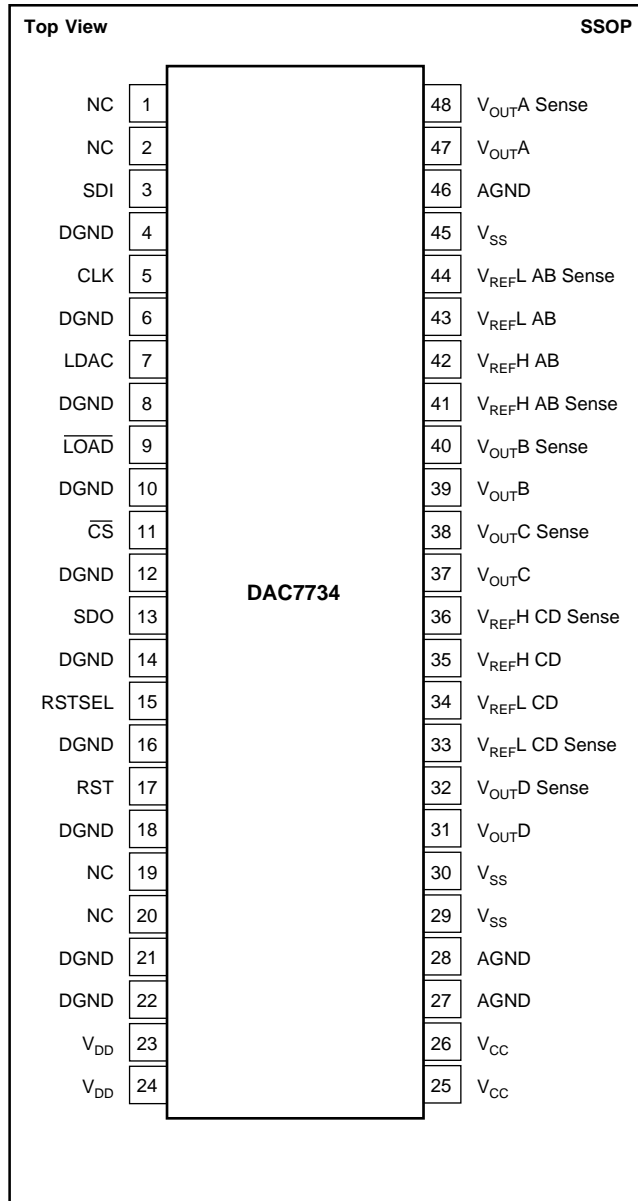 Top View SSOP
NC 1 48 VOUTA Sense
NC 2 47 VOUTA
SDI 3 46 AGND
DGND 4 45 VSS
CLK 5 44 VREFL AB Sense
DGND 6 43 VREFL AB
LDAC 7 42 VREFH AB
DGND 8 41 VREFH AB Sense
LOAD 9 40 VOUTB Sense
DGND 10 39 VOUTB
CS 11 38 VOUTC Sense
DGND 12 37 VOUTC
DAC7734
SDO 13 36 VREFH CD Sense
DGND 14 35 VREFH CD
RSTSEL 15 34 VREFL CD
DGND 16 33 VREFL CD Sense
RST 17 32 VOUTD Sense
DGND 18 31 VOUTD
NC 19 30 VSS
NC 20 29 VSS
DGND 21 28 AGND
DGND 22 27 AGND
VDD 23 26 VCC
VDD 24 25 VCC